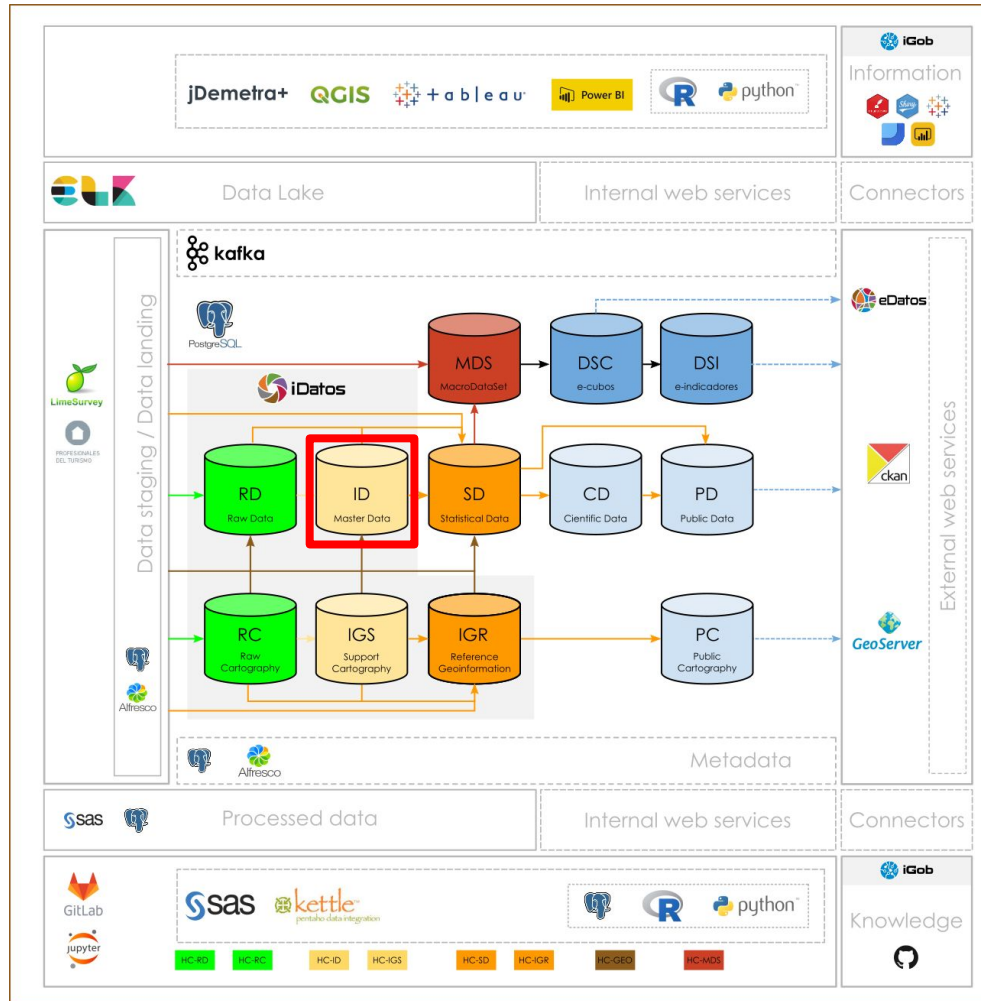 iGob
Information
jDemetra+
QGIS
+ a b l e a u
Power BI
R
python
Shiny
Data Lake
Internal web services
Connectors
kafka
Data staging / Data landing
PostgreSQL
LimeSurvey
PROFESIONALES
DEL TURISMO
iDatos
MDS
MacroDataSet
DSC
e-cubos
DSI
e-indicadores
eDatos
RD
Raw Data
ID
Master Data
SD
Statistical Data
CD
Cientific Data
PD
Public Data
ckan
External web services
RC
Raw
Cartography
IGS
Support
Cartography
IGR
Reference
Geoinformation
PC
Public
Cartography
GeoServer
Alfresco
Alfresco
Metadata
sas
Processed data
Internal web services
Connectors
GitLab
jupyter
sas
kettle
pentaho data integration
R
python
iGob
Knowledge
HC-RD
HC-RC
HC-ID
HC-IGS
HC-SD
HC-IGR
HC-GEO
HC-MDS